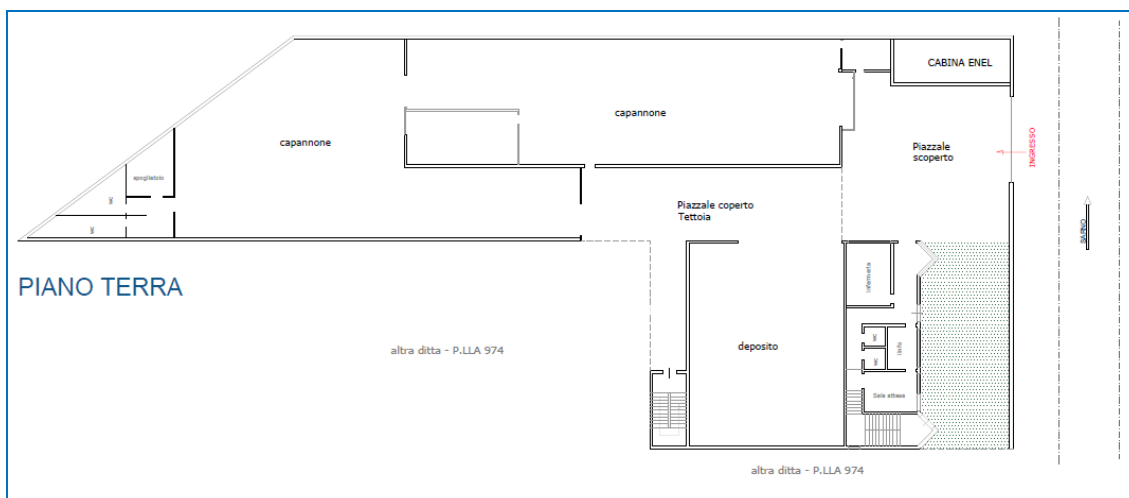 CABINA ENEL
capannone
capannone
Piazzale
scoperto
INGRESSO
spogliatoio
WC
WC
Piazzale coperto
Tettoia
SARNO
PIANO TERRA
infermeria
altra ditta - P.LLA 974
deposito
WC
WC
Sala attesa
altra ditta - P.LLA 974